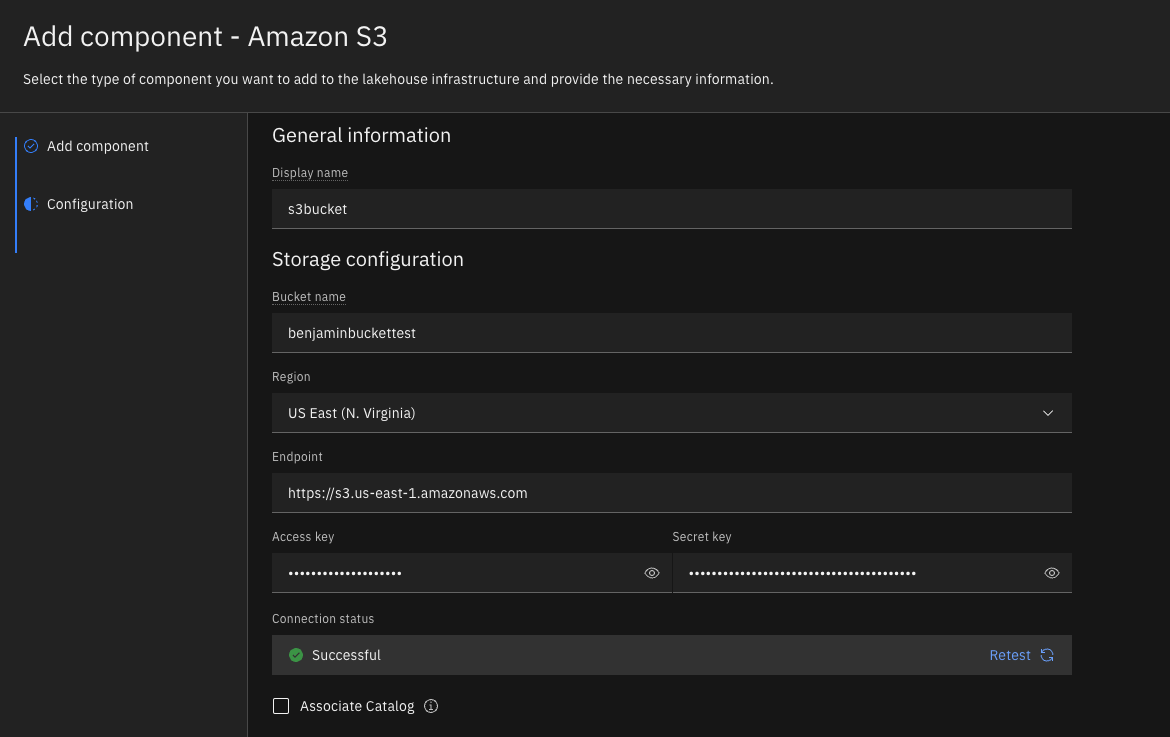 Add component - Amazon S3
Select the type of component you want to add to the lakehouse infrastructure and provide the necessary information.
Add component
Configuration
General information
Display name
s3bucket
Storage configuration
Bucket name
benjaminbuckettest
Region
US East (N. Virginia)
Endpoint
https://s3.us-east-1.amazonaws.com
Access key
Secret key
••••••••••••••••••••
••••••••••••••••••••••••••••••••••••••••
Connection status
Successful
Retest
Associate Catalog